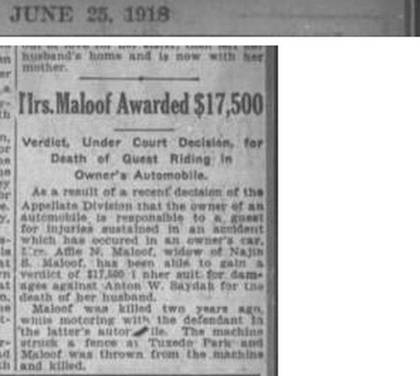 JUNE 25, 1918
husband's home and is now with her
mother.
Mrs. Maloof Awarded $17,500
Verdict, Under Court Decision, for
Death of Guest Riding in
Owner's Automobile.
As a result of a recent decision of the
Appellate Division that the owner of an
automobile is responsible to a guest
for injuries sustained in an accident
which has occured in an owner's car,
Mrs. Affie N. Maloof, widow of Najib
S. Maloof, has been able to gain a
verdict of $17,500 i nher suit for dam-
ages against Anton W. Saydah for the
death of her husband.
Maloof was killed two years ago,
while motoring with the defendant in
the latter's ile. The machine
struck a fence at Tuxedo Park and
Maloof was thrown from the machine
and killed.